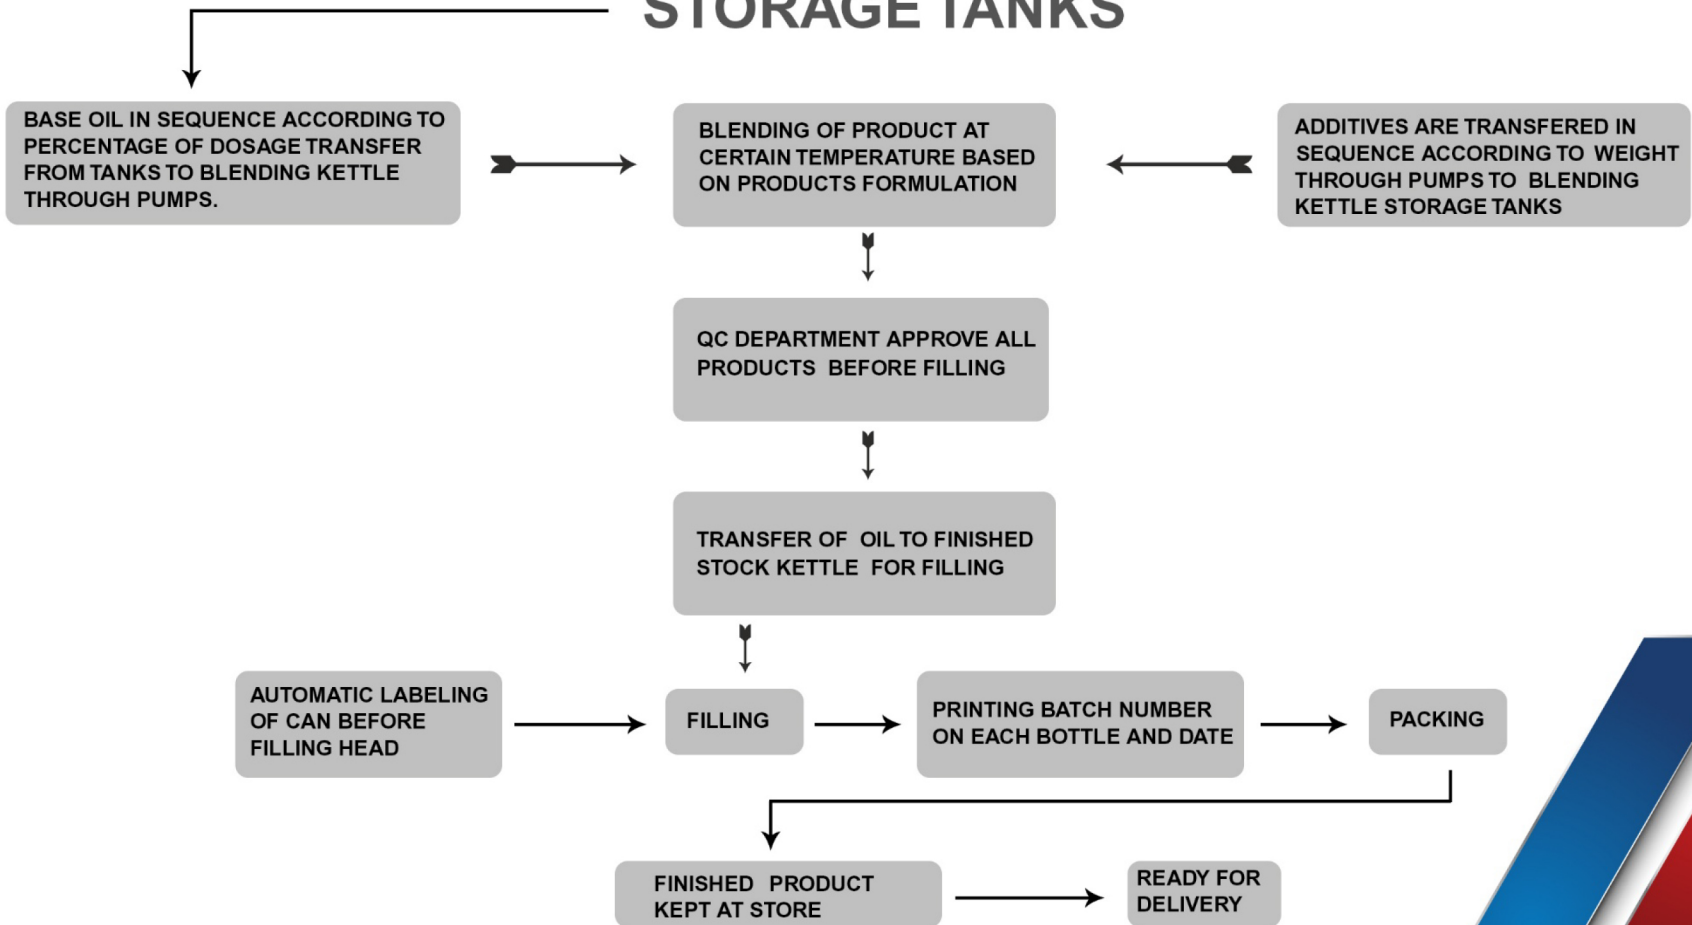 STORAGE TANKS
BASE OIL IN SEQUENCE ACCORDING TO
PERCENTAGE OF DOSAGE TRANSFER
FROM TANKS TO BLENDING KETTLE
THROUGH PUMPS.
BLENDING OF PRODUCT AT
CERTAIN TEMPERATURE BASED
ON PRODUCTS FORMULATION
ADDITIVES ARE TRANSFERED IN
SEQUENCE ACCORDING TO WEIGHT
THROUGH PUMPS TO BLENDING
KETTLE STORAGE TANKS
QC DEPARTMENT APPROVE ALL
PRODUCTS BEFORE FILLING
TRANSFER OF OIL TO FINISHED
STOCK KETTLE FOR FILLING
AUTOMATIC LABELING
OF CAN BEFORE
FILLING HEAD
FILLING
PRINTING BATCH NUMBER
ON EACH BOTTLE AND DATE
PACKING
FINISHED PRODUCT
KEPT AT STORE
READY FOR
DELIVERY